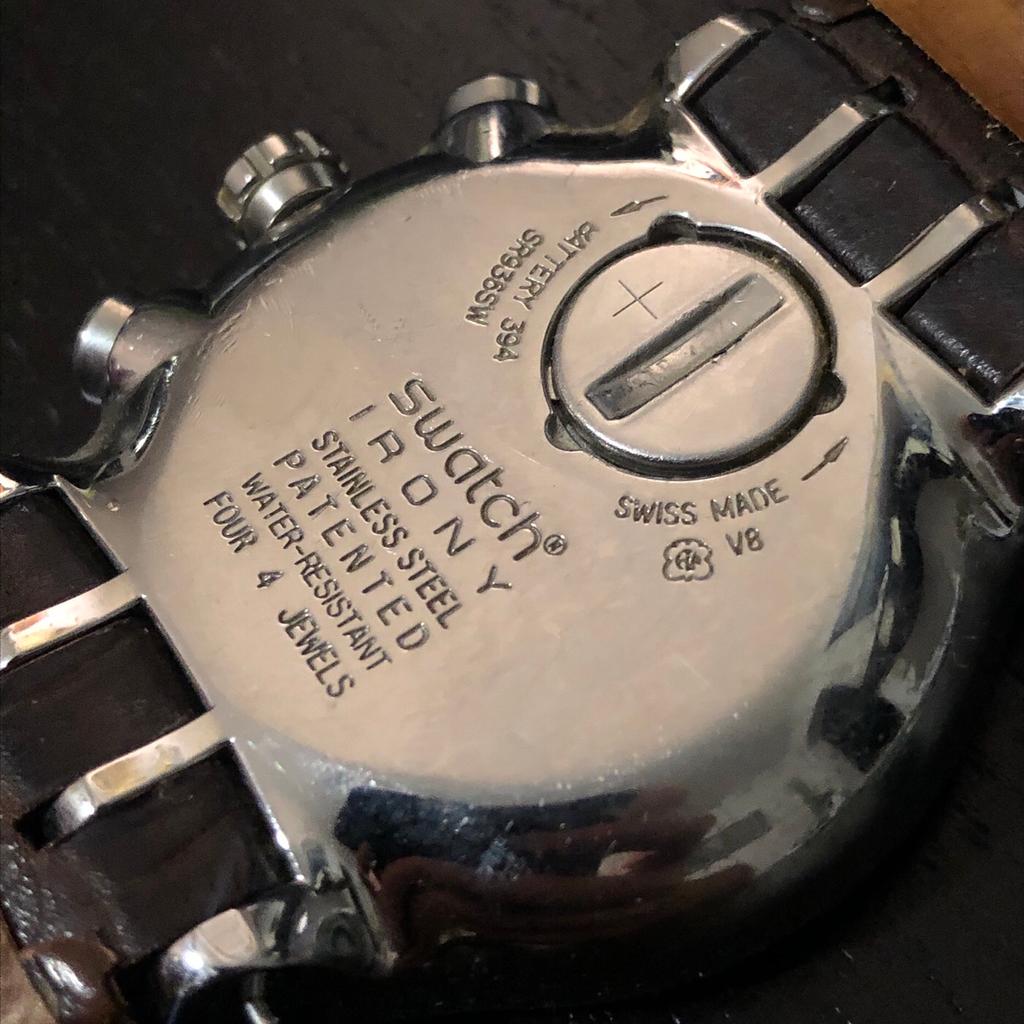 BATTERY 394
SR936SW
swatch®
IRONY
STAINLESS STEEL
PATENTED
WATER-RESISTANT
FOUR 4 JEWELS
+
SWISS MADE
V8